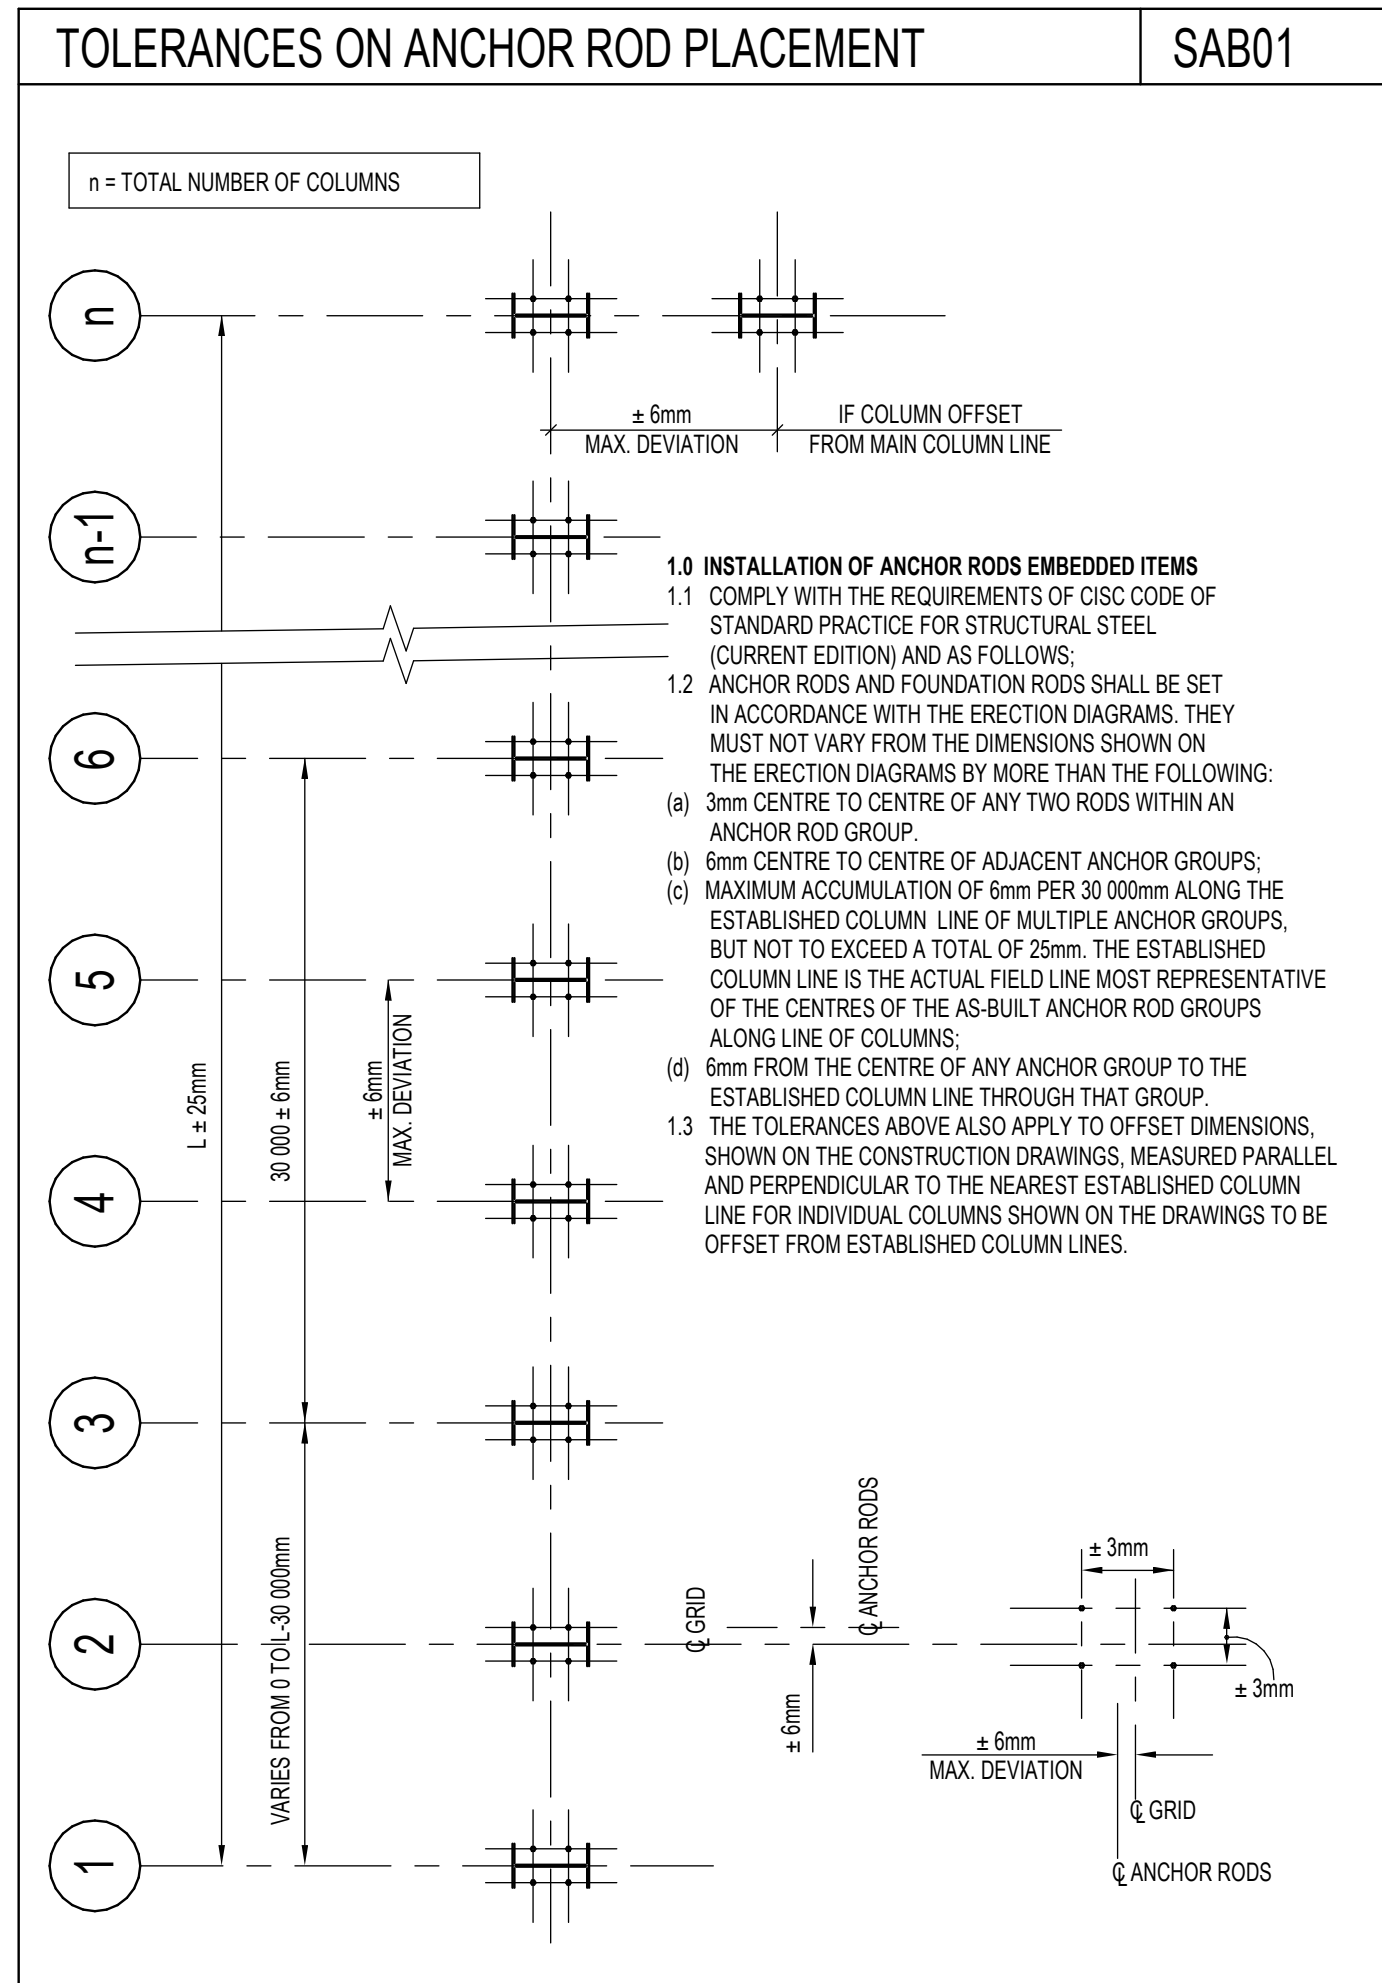 TOLERANCES ON ANCHOR ROD PLACEMENT
SAB01
n = TOTAL NUMBER OF COLUMNS
n
± 6mm
MAX. DEVIATION
IF COLUMN OFFSET
FROM MAIN COLUMN LINE
n-1
1.0 INSTALLATION OF ANCHOR RODS EMBEDDED ITEMS
1.1 COMPLY WITH THE REQUIREMENTS OF CISC CODE OF
STANDARD PRACTICE FOR STRUCTURAL STEEL
(CURRENT EDITION) AND AS FOLLOWS;
1.2 ANCHOR RODS AND FOUNDATION RODS SHALL BE SET
IN ACCORDANCE WITH THE ERECTION DIAGRAMS. THEY
MUST NOT VARY FROM THE DIMENSIONS SHOWN ON
THE ERECTION DIAGRAMS BY MORE THAN THE FOLLOWING:
(a) 3mm CENTRE TO CENTRE OF ANY TWO RODS WITHIN AN
ANCHOR ROD GROUP.
(b) 6mm CENTRE TO CENTRE OF ADJACENT ANCHOR GROUPS;
(c) MAXIMUM ACCUMULATION OF 6mm PER 30 000mm ALONG THE
ESTABLISHED COLUMN LINE OF MULTIPLE ANCHOR GROUPS,
BUT NOT TO EXCEED A TOTAL OF 25mm. THE ESTABLISHED
COLUMN LINE IS THE ACTUAL FIELD LINE MOST REPRESENTATIVE
OF THE CENTRES OF THE AS-BUILT ANCHOR ROD GROUPS
ALONG LINE OF COLUMNS;
(d) 6mm FROM THE CENTRE OF ANY ANCHOR GROUP TO THE
ESTABLISHED COLUMN LINE THROUGH THAT GROUP.
1.3 THE TOLERANCES ABOVE ALSO APPLY TO OFFSET DIMENSIONS,
SHOWN ON THE CONSTRUCTION DRAWINGS, MEASURED PARALLEL
AND PERPENDICULAR TO THE NEAREST ESTABLISHED COLUMN
LINE FOR INDIVIDUAL COLUMNS SHOWN ON THE DRAWINGS TO BE
OFFSET FROM ESTABLISHED COLUMN LINES.
6
5
4
3
2
1
L ± 25mm
30 000 ± 6mm
± 6mm
MAX. DEVIATION
VARIES FROM 0 TO L-30 000mm
℄ GRID
℄ ANCHOR RODS
± 6mm
± 3mm
± 3mm
± 6mm
MAX. DEVIATION
℄ GRID
℄ ANCHOR RODS